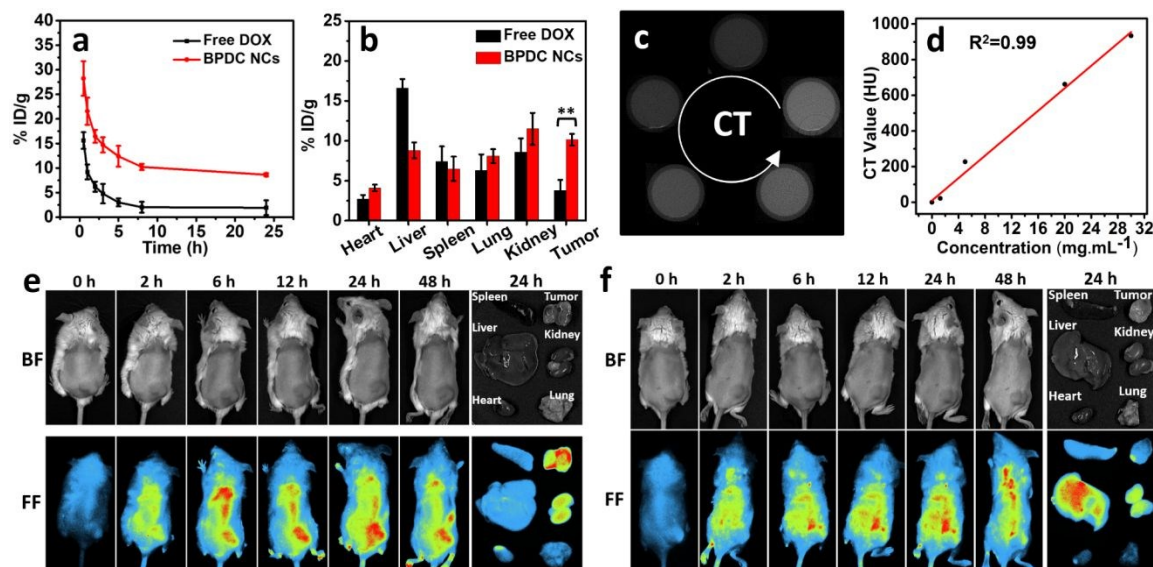 a
Free DOX
BPDC NCs
% ID/g
40
35
30
25
20
15
10
5
0
0 5 10 15 20 25
Time (h)
b
Free DOX
BPDC NCs
% ID/g
25
20
15
10
5
0
**
Heart Liver Spleen Lung Kidney Tumor
c
CT
d
R²=0.99
CT Value (HU)
1000
800
600
400
200
0
0 4 8 12 16 20 24 28 32
Concentration (mg.mL⁻¹)
e
0 h 2 h 6 h 12 h 24 h 48 h 24 h
BF
Spleen Tumor
Liver Kidney
Heart Lung
FF
f
0 h 2 h 6 h 12 h 24 h 48 h 24 h
BF
Spleen Tumor
Liver Kidney
Heart Lung
FF